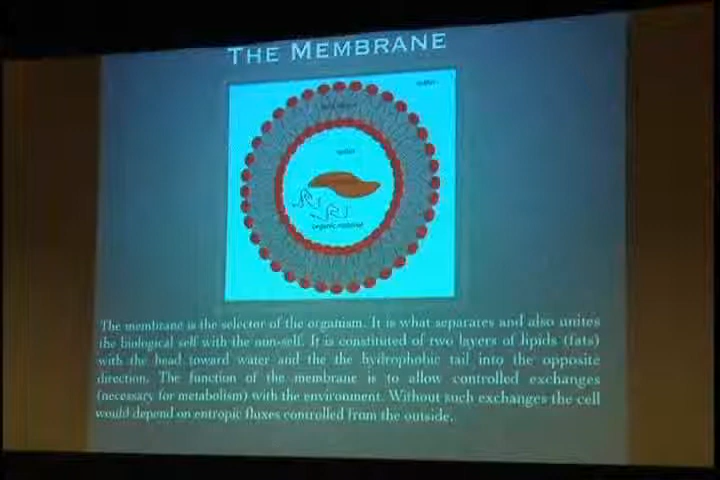 THE MEMBRANE
water
organic material
The membrane is the selector of the organism. It is what separates and also unites
the biological self with the non-self. It is constituted of two layers of lipids (fats)
with the head toward water and the the hydrophobic tail into the opposite
direction. The function of the membrane is to allow controlled exchanges
(necessary for metabolism) with the environment. Without such exchanges the cell
would depend on entropic fluxes controlled from the outside.